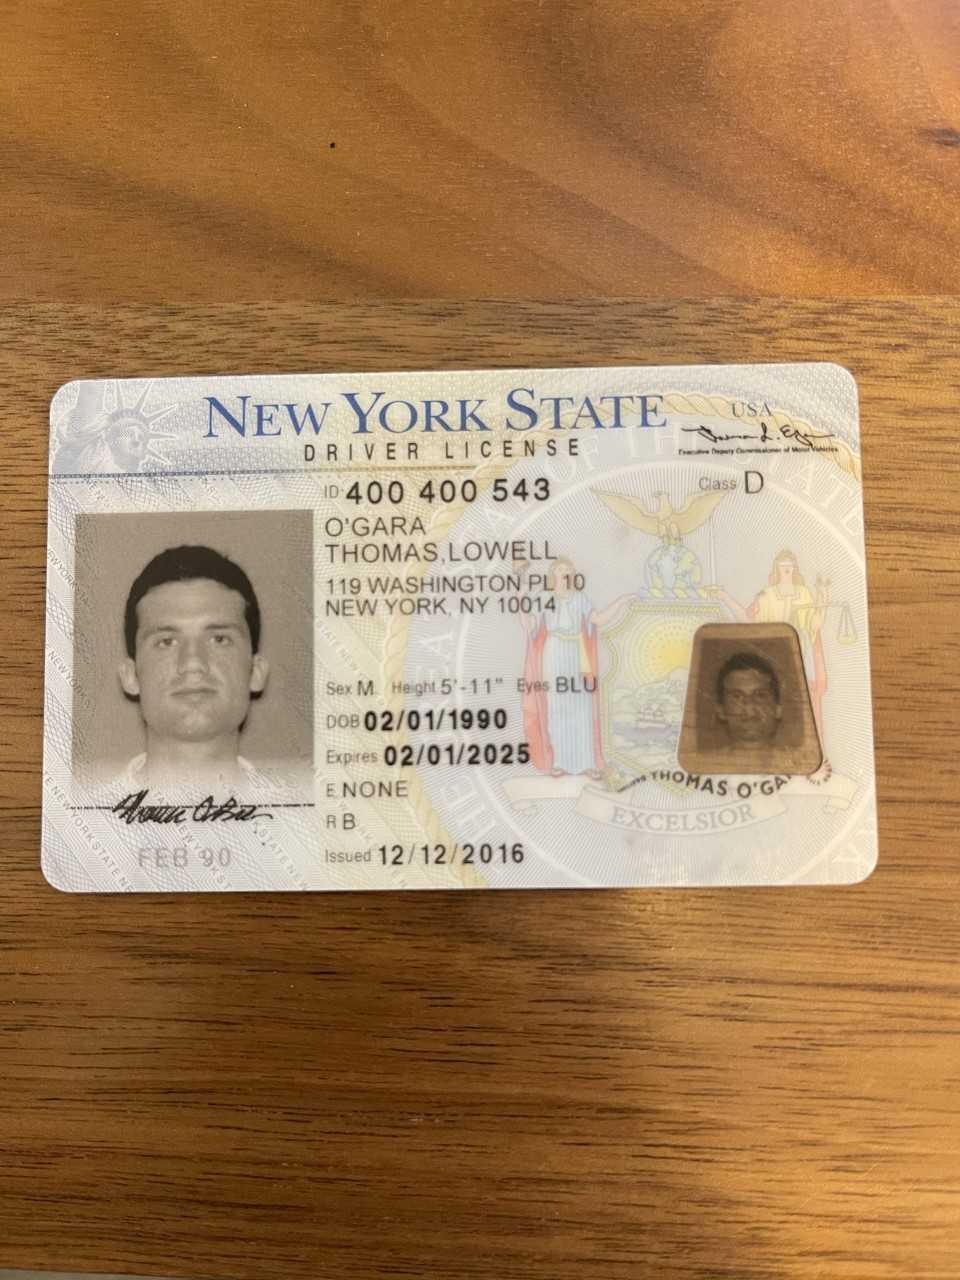 NEW YORK STATE
USA
DRIVER LICENSE
Executive Deputy Commissioner of Motor Vehicles
ID 400 400 543
Class D
O'GARA
THOMAS,LOWELL
119 WASHINGTON PL 10
NEW YORK, NY 10014
Sex M Height 5'-11" Eyes BLU
DOB 02/01/1990
Expires 02/01/2025
E NONE
R B
Issued 12/12/2016
FEB 90
THOMAS O'GA
EXCELSIOR